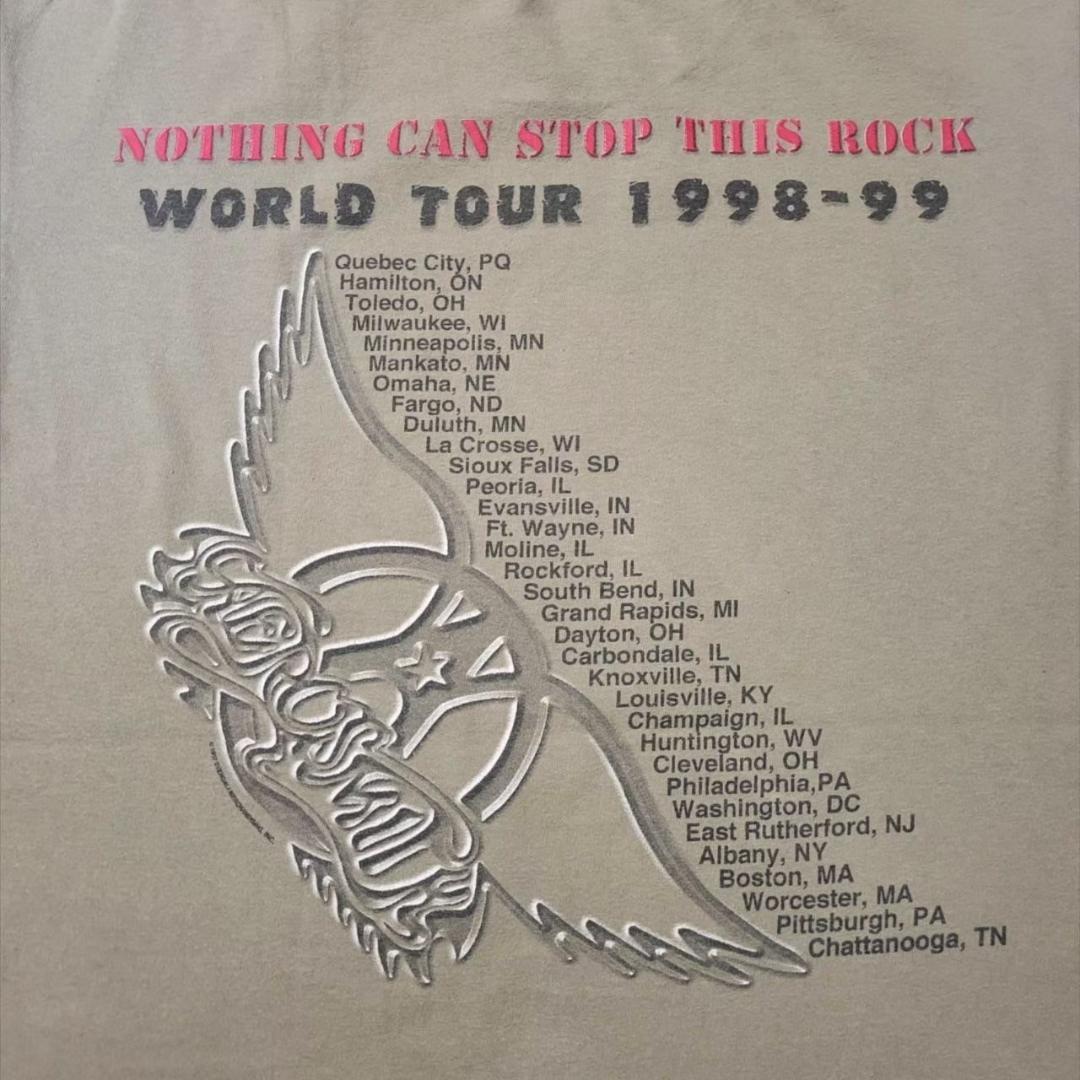 NOTHING CAN STOP THIS ROCK
WORLD TOUR 1998-99
Quebec City, PQ
Hamilton, ON
Toledo, OH
Milwaukee, WI
Minneapolis, MN
Mankato, MN
Omaha, NE
Fargo, ND
Duluth, MN
La Crosse, WI
Sioux Falls, SD
Peoria, IL
Evansville, IN
Ft. Wayne, IN
Moline, IL
Rockford, IL
South Bend, IN
Grand Rapids, MI
Dayton, OH
Carbondale, IL
Knoxville, TN
Louisville, KY
Champaign, IL
Huntington, WV
Cleveland, OH
Philadelphia,PA
Washington, DC
East Rutherford, NJ
Albany, NY
Boston, MA
Worcester, MA
Pittsburgh, PA
Chattanooga, TN